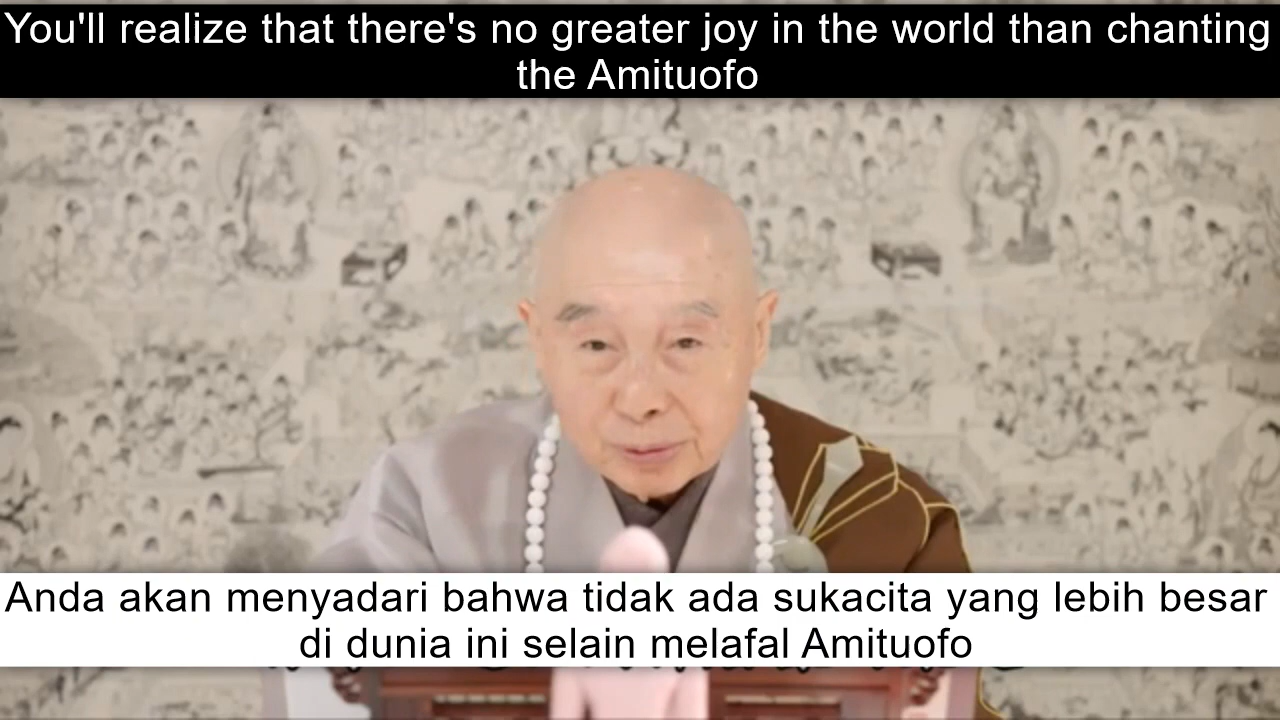 You'll realize that there's no greater joy in the world than chanting
the Amituofo
Anda akan menyadari bahwa tidak ada sukacita yang lebih besar
di dunia ini selain melafal Amituofo